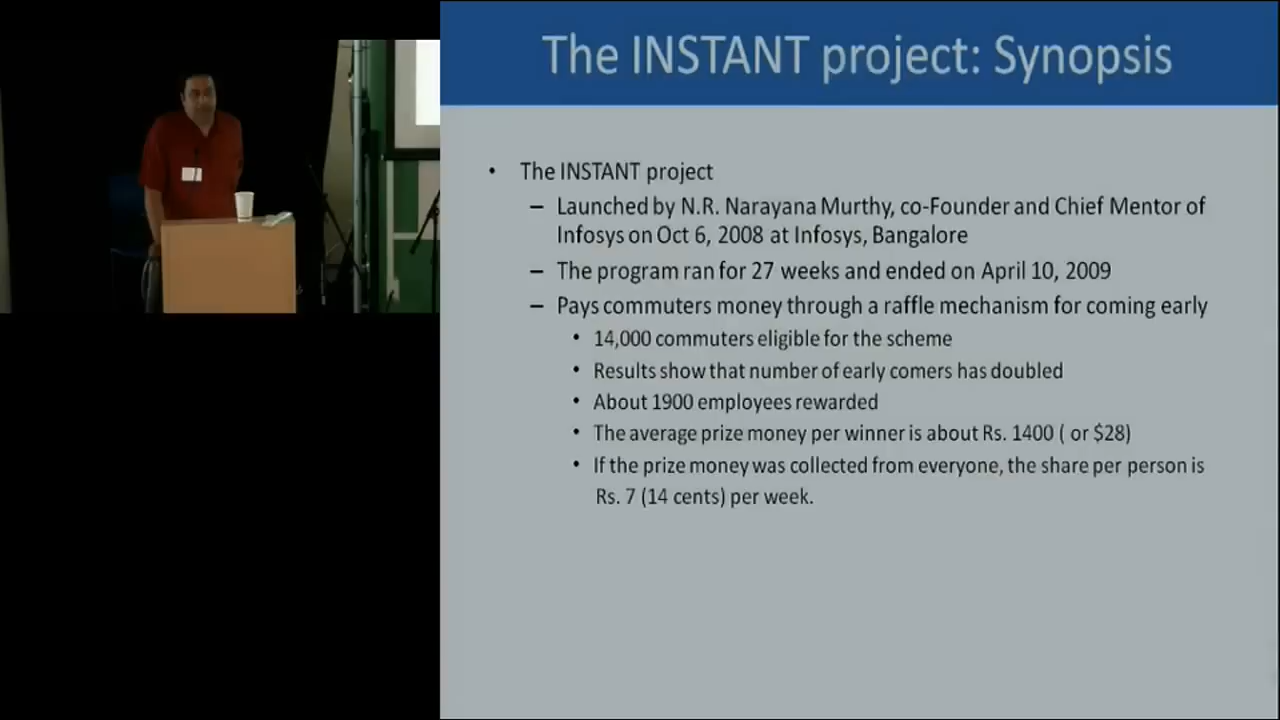 The INSTANT project: Synopsis
• The INSTANT project
– Launched by N.R. Narayana Murthy, co-Founder and Chief Mentor of
Infosys on Oct 6, 2008 at Infosys, Bangalore
– The program ran for 27 weeks and ended on April 10, 2009
– Pays commuters money through a raffle mechanism for coming early
• 14,000 commuters eligible for the scheme
• Results show that number of early comers has doubled
• About 1900 employees rewarded
• The average prize money per winner is about Rs. 1400 ( or $28)
• If the prize money was collected from everyone, the share per person is
Rs. 7 (14 cents) per week.